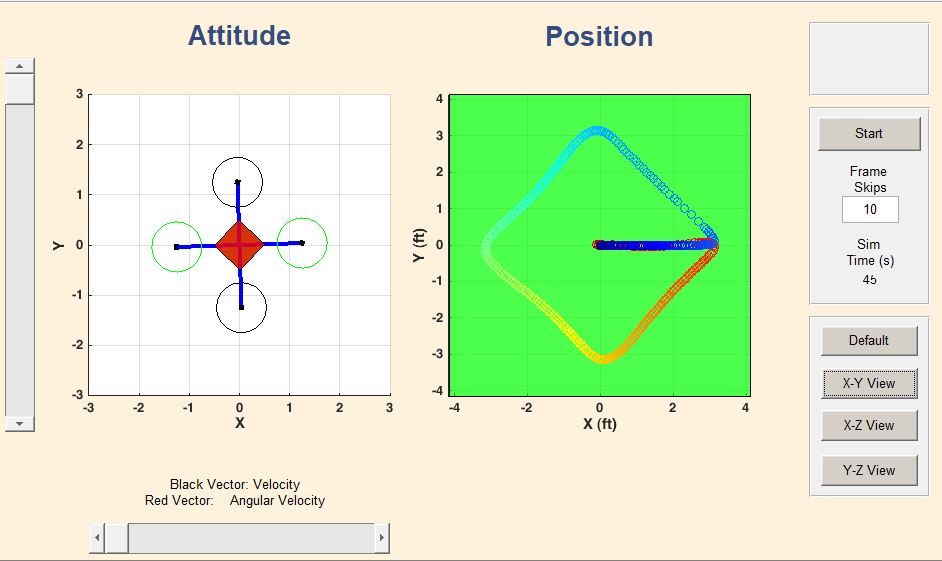 Attitude
Position
3
2
1
0
-1
-2
-3
Y
-3
-2
-1
0
1
2
3
X
4
3
2
1
0
-1
-2
-3
-4
Y (ft)
-4
-2
0
2
4
X (ft)
Start
Frame
Skips
10
Sim
Time (s)
45
Default
X-Y View
X-Z View
Y-Z View
Black Vector: Velocity
Red Vector: Angular Velocity